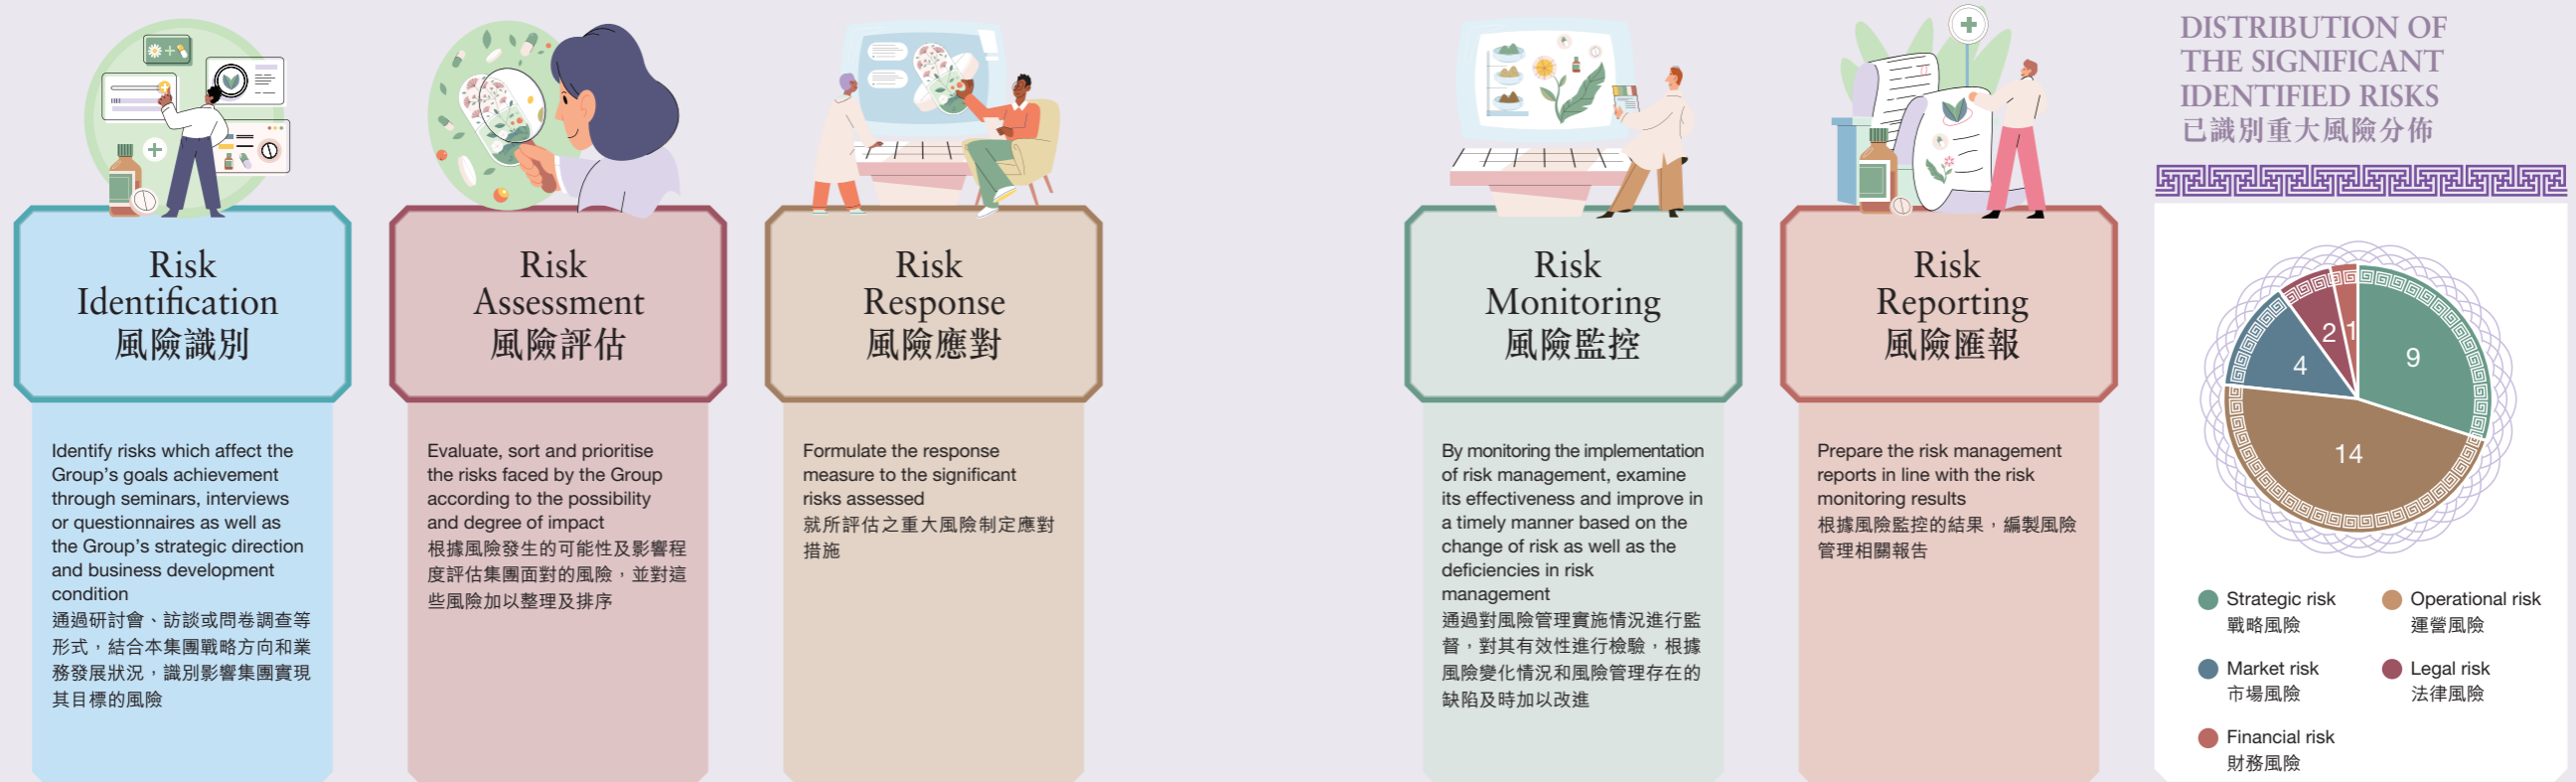 Risk
Identification
風險識別
Identify risks which affect the
Group's goals achievement
through seminars, interviews
or questionnaires as well as
the Group's strategic direction
and business development
condition
通過研討會、訪談或問卷調查等
形式，結合本集團戰略方向和業
務發展狀況，識別影響集團實現
其目標的風險
Risk
Assessment
風險評估
Evaluate, sort and prioritise
the risks faced by the Group
according to the possibility
and degree of impact
根據風險發生的可能性及影響程
度評估集團面對的風險，並對這
些風險加以整理及排序
Risk
Response
風險應對
Formulate the response
measure to the significant
risks assessed
就所評估之重大風險制定應對
措施
Risk
Monitoring
風險監控
By monitoring the implementation
of risk management, examine
its effectiveness and improve in
a timely manner based on the
change of risk as well as the
deficiencies in risk
management
通過對風險管理實施情況進行監
督，對其有效性進行檢驗，根據
風險變化情況和風險管理存在的
缺陷及時加以改進
Risk
Reporting
風險匯報
Prepare the risk management
reports in line with the risk
monitoring results
根據風險監控的結果，編製風險
管理相關報告
DISTRIBUTION OF
THE SIGNIFICANT
IDENTIFIED RISKS
已識別重大風險分佈
2 1
4 9
14
Strategic risk
戰略風險
Operational risk
運營風險
Market risk
市場風險
Legal risk
法律風險
Financial risk
財務風險